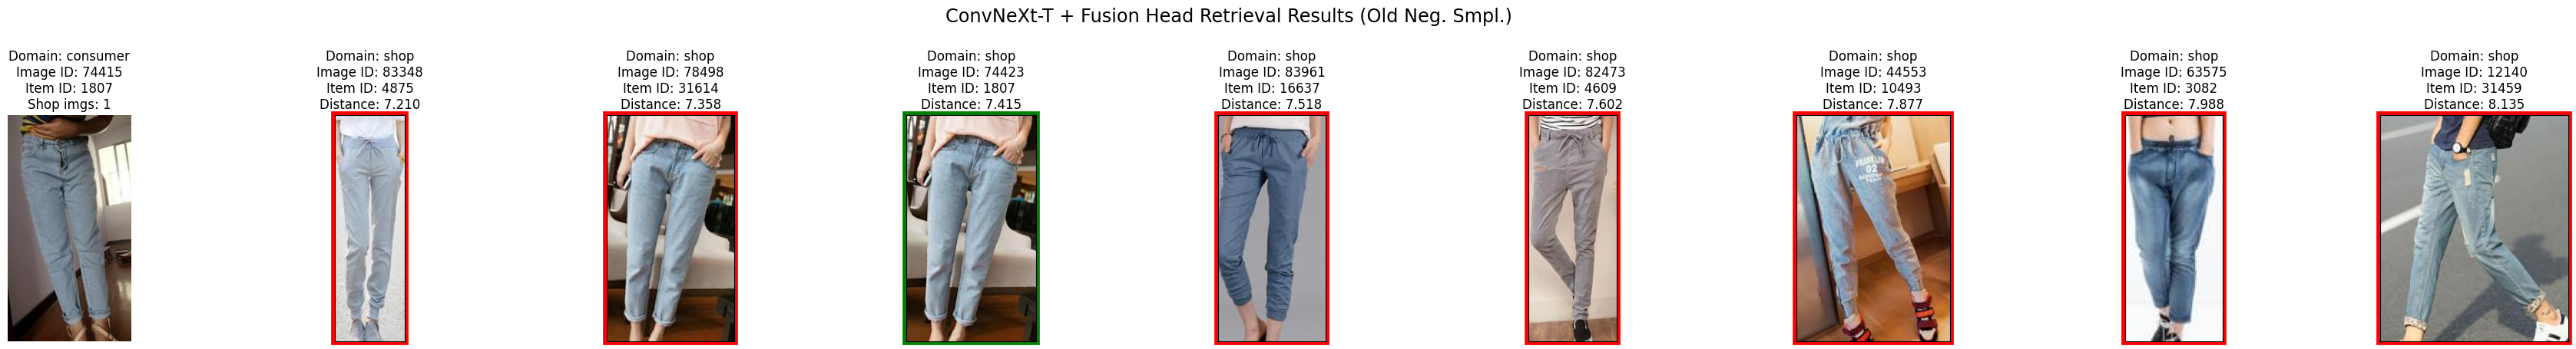 ConvNeXt-T + Fusion Head Retrieval Results (Old Neg. Smpl.)
Domain: consumer
Image ID: 74415
Item ID: 1807
Shop imgs: 1
Domain: shop
Image ID: 83348
Item ID: 4875
Distance: 7.210
Domain: shop
Image ID: 78498
Item ID: 31614
Distance: 7.358
Domain: shop
Image ID: 74423
Item ID: 1807
Distance: 7.415
Domain: shop
Image ID: 83961
Item ID: 16637
Distance: 7.518
Domain: shop
Image ID: 82473
Item ID: 4609
Distance: 7.602
Domain: shop
Image ID: 44553
Item ID: 10493
Distance: 7.877
FRANKLIN
02
Domain: shop
Image ID: 63575
Item ID: 3082
Distance: 7.988
Domain: shop
Image ID: 12140
Item ID: 31459
Distance: 8.135